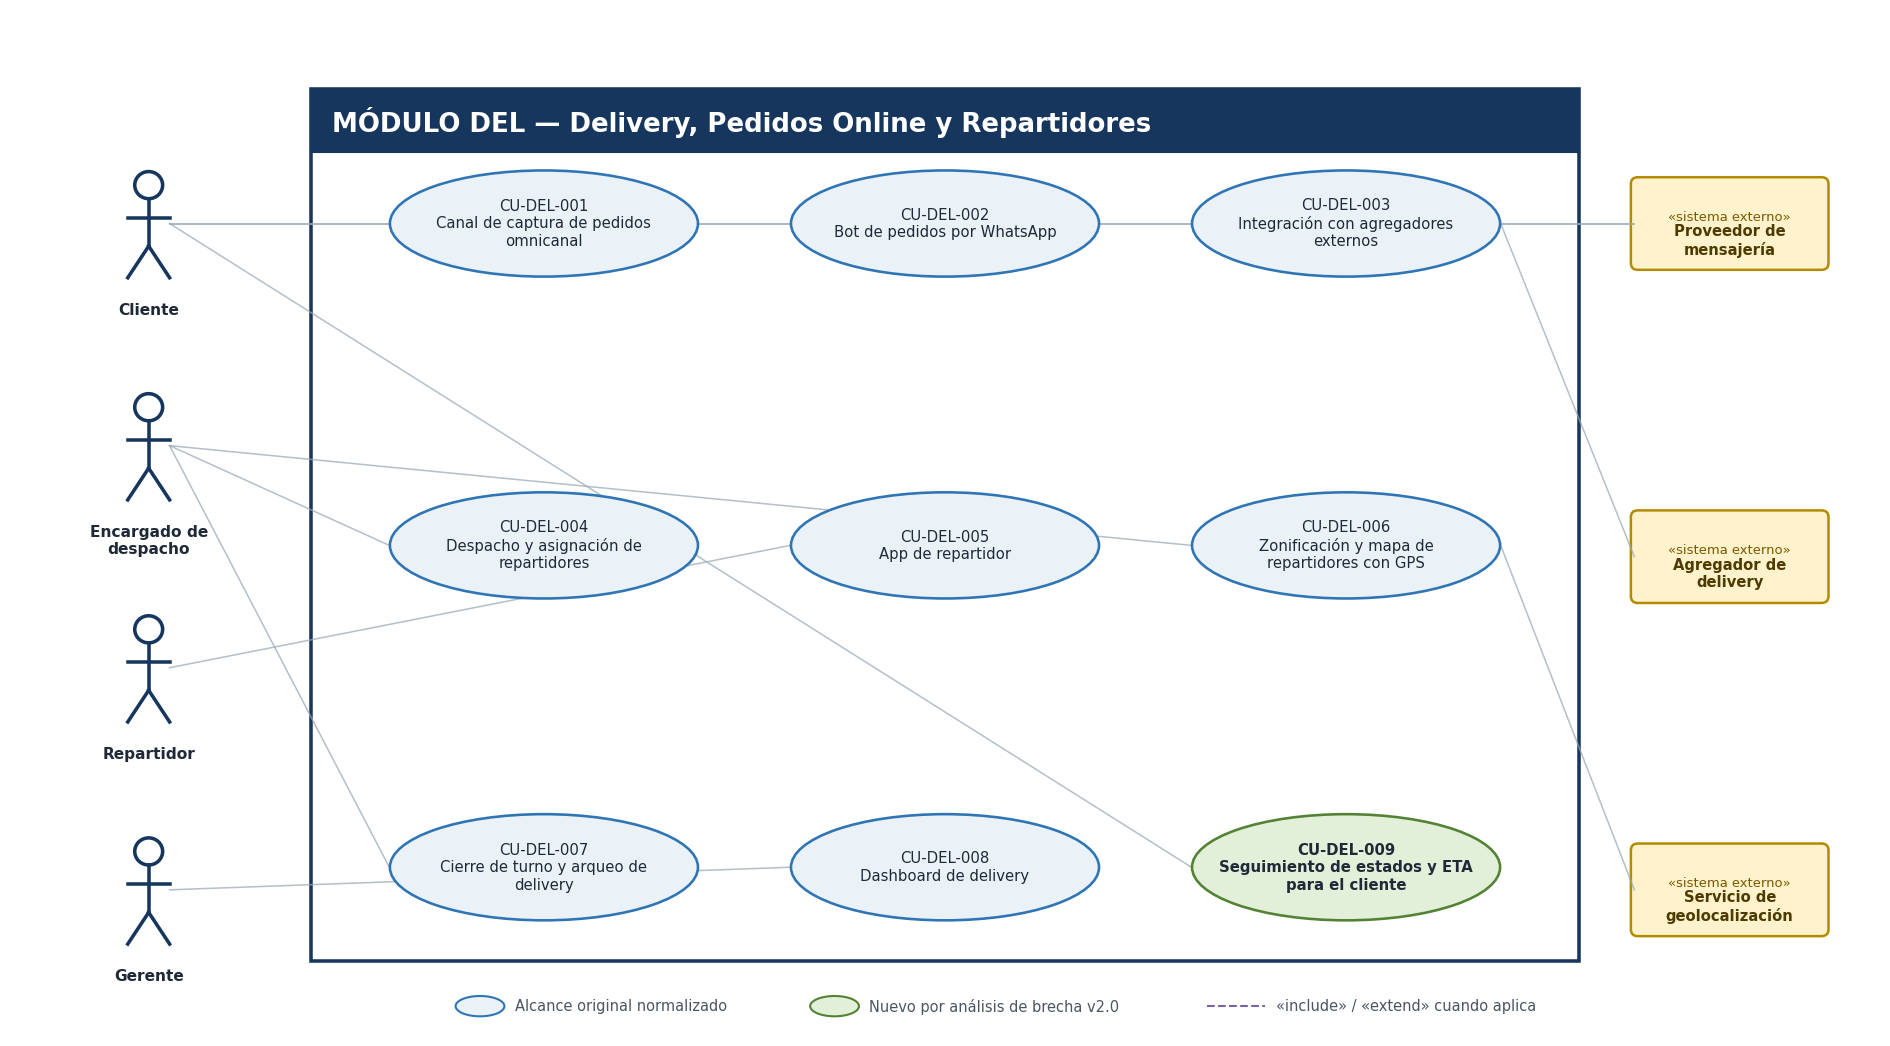 MÓDULO DEL — Delivery, Pedidos Online y Repartidores
Cliente
CU-DEL-001
Canal de captura de pedidos
omnicanal
CU-DEL-002
Bot de pedidos por WhatsApp
CU-DEL-003
Integración con agregadores
externos
«sistema externo»
Proveedor de
mensajería
Encargado de
despacho
CU-DEL-004
Despacho y asignación de
repartidores
CU-DEL-005
App de repartidor
CU-DEL-006
Zonificación y mapa de
repartidores con GPS
«sistema externo»
Agregador de
delivery
Repartidor
CU-DEL-007
Cierre de turno y arqueo de
delivery
CU-DEL-008
Dashboard de delivery
CU-DEL-009
Seguimiento de estados y ETA
para el cliente
«sistema externo»
Servicio de
geolocalización
Gerente
Alcance original normalizado
Nuevo por análisis de brecha v2.0
«include» / «extend» cuando aplica